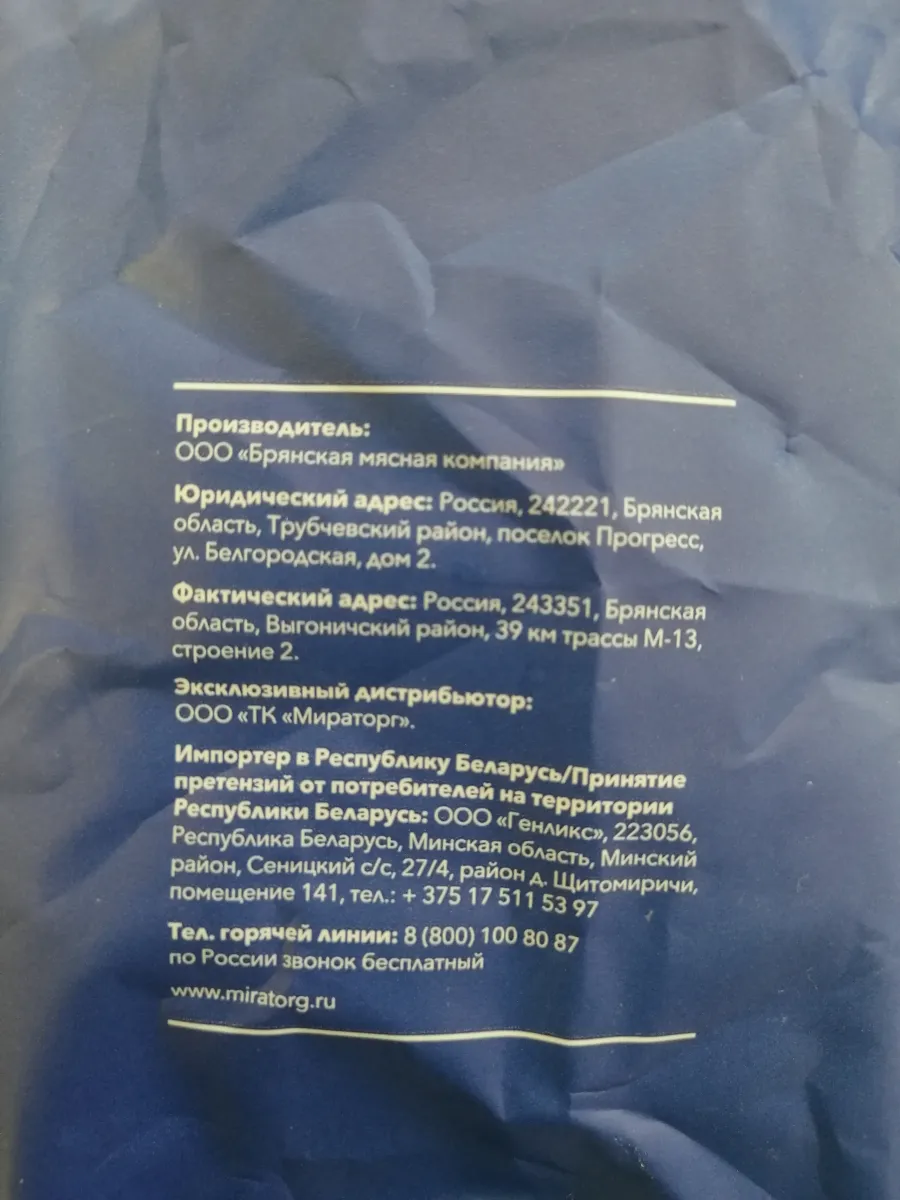 Производитель:
ООО «Брянская мясная компания»
Юридический адрес: Россия, 242221, Брянская
область, Трубчевский район, поселок Прогресс,
ул. Белгородская, дом 2.
Фактический адрес: Россия, 243351, Брянская
область, Выгоничский район, 39 км трассы М-13,
строение 2.
Эксклюзивный дистрибьютор:
ООО «ТК «Мираторг».
Импортер в Республику Беларусь/Принятие
претензий от потребителей на территории
Республики Беларусь: ООО «Генликс», 223056,
Республика Беларусь, Минская область, Минский
район, Сеницкий с/с, 27/4, район д. Щитомиричи,
помещение 141, тел.: + 375 17 511 53 97
Тел. горячей линии: 8 (800) 100 80 87
по России звонок бесплатный
www.miratorg.ru